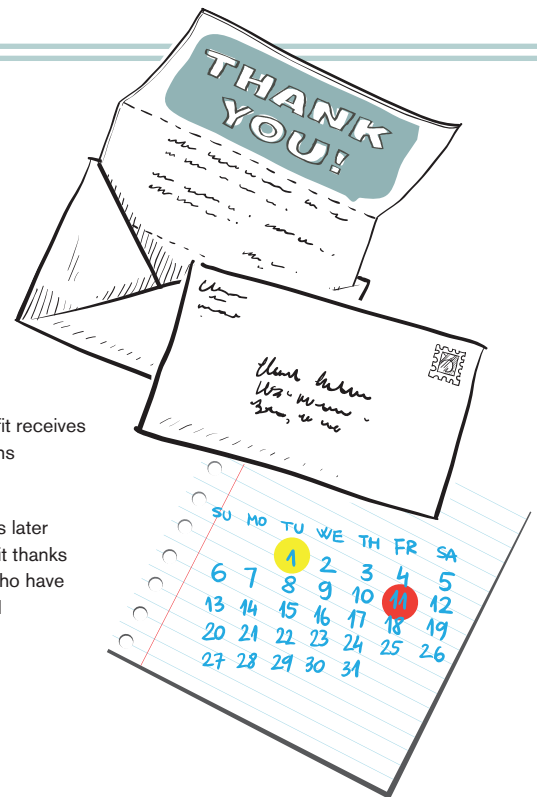 THANK
YOU!
fit receives
ns
s later
it thanks
ho have
d
SU MO TU WE TH FR SA
1 2 3 4 5
6 7 8 9 10 11 12
13 14 15 16 17 18 19
20 21 22 23 24 25 26
27 28 29 30 31